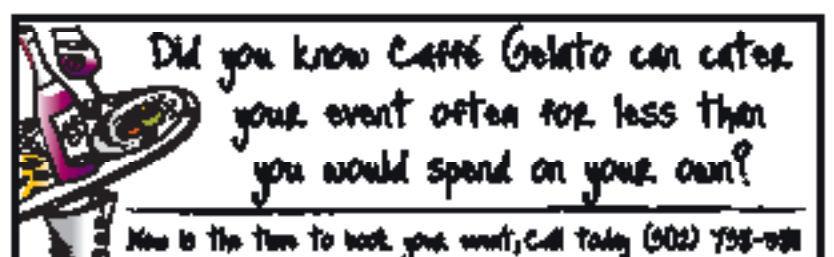 Did you know Caffé Gelato can cater
your event often for less than
you would spend on your own?
Now is the time to book your event, Call Today (302)